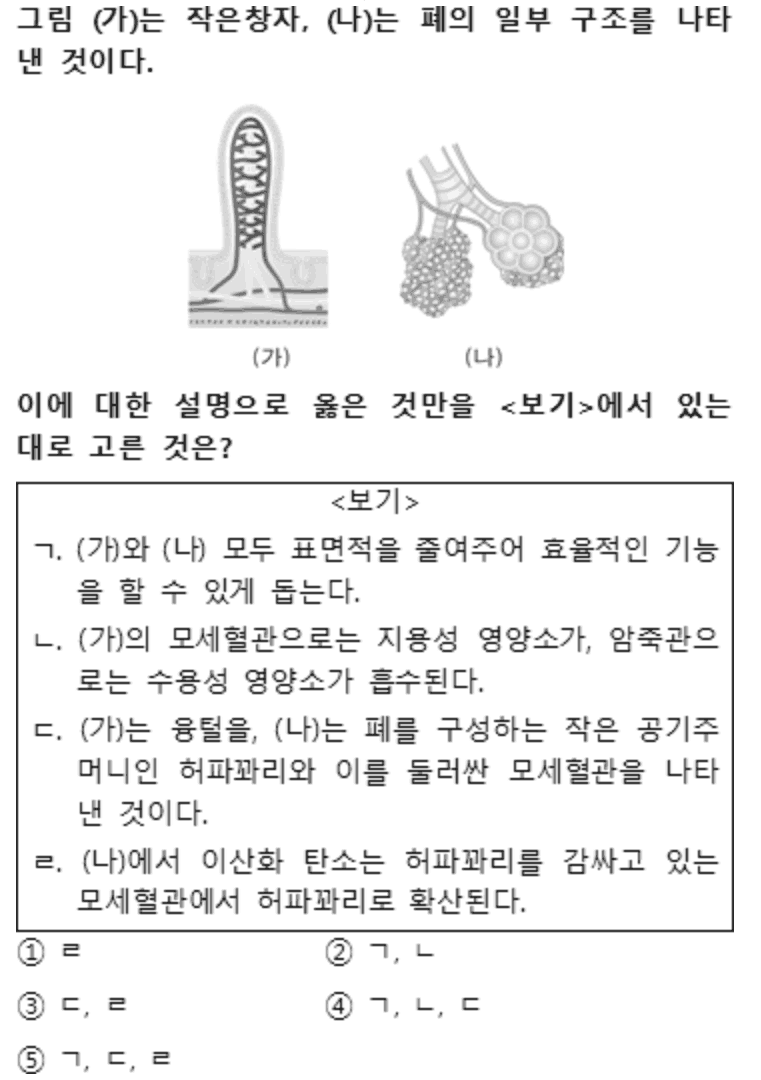 그림 (가)는 작은창자, (나)는 폐의 일부 구조를 나타
낸 것이다.
(가)
(나)
이에 대한 설명으로 옳은 것만을 <보기>에서 있는
대로 고른 것은?
<보기>
ㄱ. (가)와 (나) 모두 표면적을 줄여주어 효율적인 기능
을 할 수 있게 돕는다.
ㄴ. (가)의 모세혈관으로는 지용성 영양소가, 암죽관으
로는 수용성 영양소가 흡수된다.
ㄷ. (가)는 융털을, (나)는 폐를 구성하는 작은 공기주
머니인 허파꽈리와 이를 둘러싼 모세혈관을 나타
낸 것이다.
ㄹ. (나)에서 이산화 탄소는 허파꽈리를 감싸고 있는
모세혈관에서 허파꽈리로 확산된다.
① ㄹ
② ㄱ, ㄴ
③ ㄷ, ㄹ
④ ㄱ, ㄴ, ㄷ
⑤ ㄱ, ㄷ, ㄹ